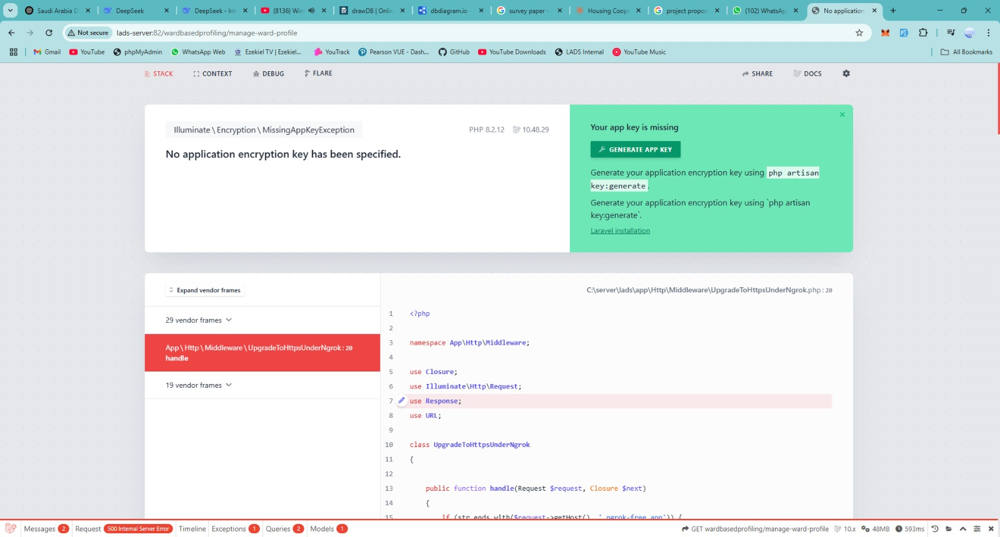 Saudi Arabia D
DeepSeek
DeepSeek - Int
(8136) Win
drawDB | Onlin
dbdiagram.io -
survey paper -
Housing Coop
project propos
(102) WhatsAp
No application
Not secure
lads-server:82/wardbasedprofiling/manage-ward-profile
Gmail
YouTube
phpMyAdmin
WhatsApp Web
Ezekiel TV | Ezekiel...
YouTrack
Pearson VUE - Dash...
GitHub
YouTube Downloads
LADS Internal
YouTube Music
All Bookmarks
STACK
CONTEXT
DEBUG
FLARE
SHARE
DOCS
Illuminate \ Encryption \ MissingAppKeyException
PHP 8.2.12
10.48.29
No application encryption key has been specified.
Your app key is missing
GENERATE APP KEY
Generate your application encryption key using php artisan
key:generate.
Generate your application encryption key using `php artisan
key:generate`.
Laravel installation
Expand vendor frames
29 vendor frames
App \ Http \ Middleware \ UpgradeToHttpsUnderNgrok : 20
handle
19 vendor frames
C:\server\lads\app\Http\Middleware\UpgradeToHttpsUnderNgrok.php : 20
1 <?php
2
3 namespace App\Http\Middleware;
4
5 use Closure;
6 use Illuminate\Http\Request;
7 use Response;
8 use URL;
9
10 class UpgradeToHttpsUnderNgrok
11 {
12
13 public function handle(Request $request, Closure $next)
14 {
15 if (str_ends_with($request->getHost(), '.ngrok-free.app')) {
Messages 2
Request 500 Internal Server Error
Timeline
Exceptions 1
Queries 2
Models 1
GET wardbasedprofiling/manage-ward-profile
10.x
48MB
593ms